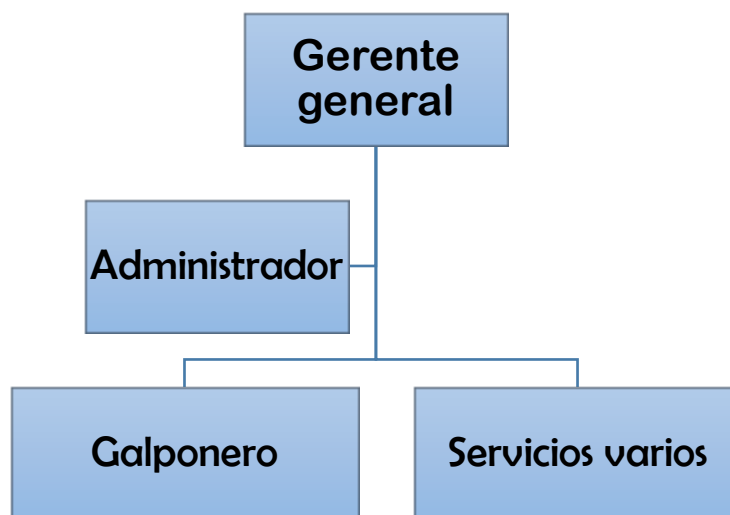 Gerente
general
Administrador
Galponero
Servicios varios